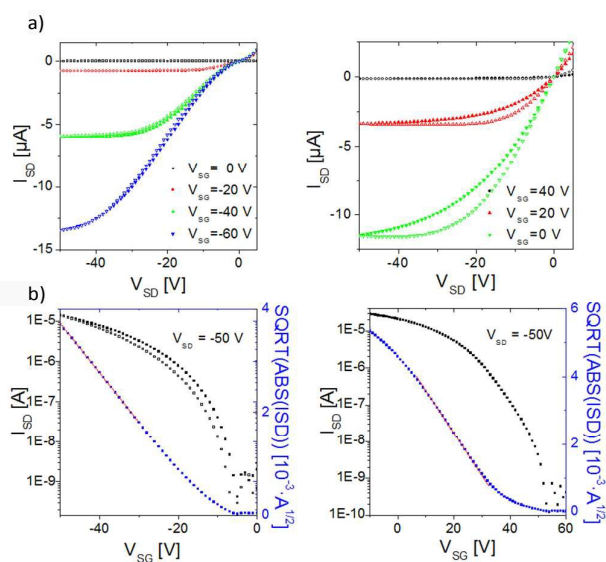 a)
0
-5
-10
-15
I_SD [µA]
-40
-20
0
V_SD [V]
V_SG= 0 V
V_SG=-20 V
V_SG=-40 V
V_SG=-60 V
0
-5
-10
I_SD [µA]
-40
-20
0
V_SD [V]
V_SG=40 V
V_SG=20 V
V_SG=0 V
b)
1E-5
1E-6
1E-7
1E-8
1E-9
I_SD [A]
-40
-20
0
V_SG [V]
V_SD = -50 V
4
2
0
SQRT(ABS(ISD)) [10⁻³·A^1/2]
1E-5
1E-6
1E-7
1E-8
1E-9
1E-10
I_SD [A]
0
20
40
60
V_SG [V]
V_SD = -50V
6
4
2
0
SQRT(ABS(ISD)) [10⁻³·A^1/2]